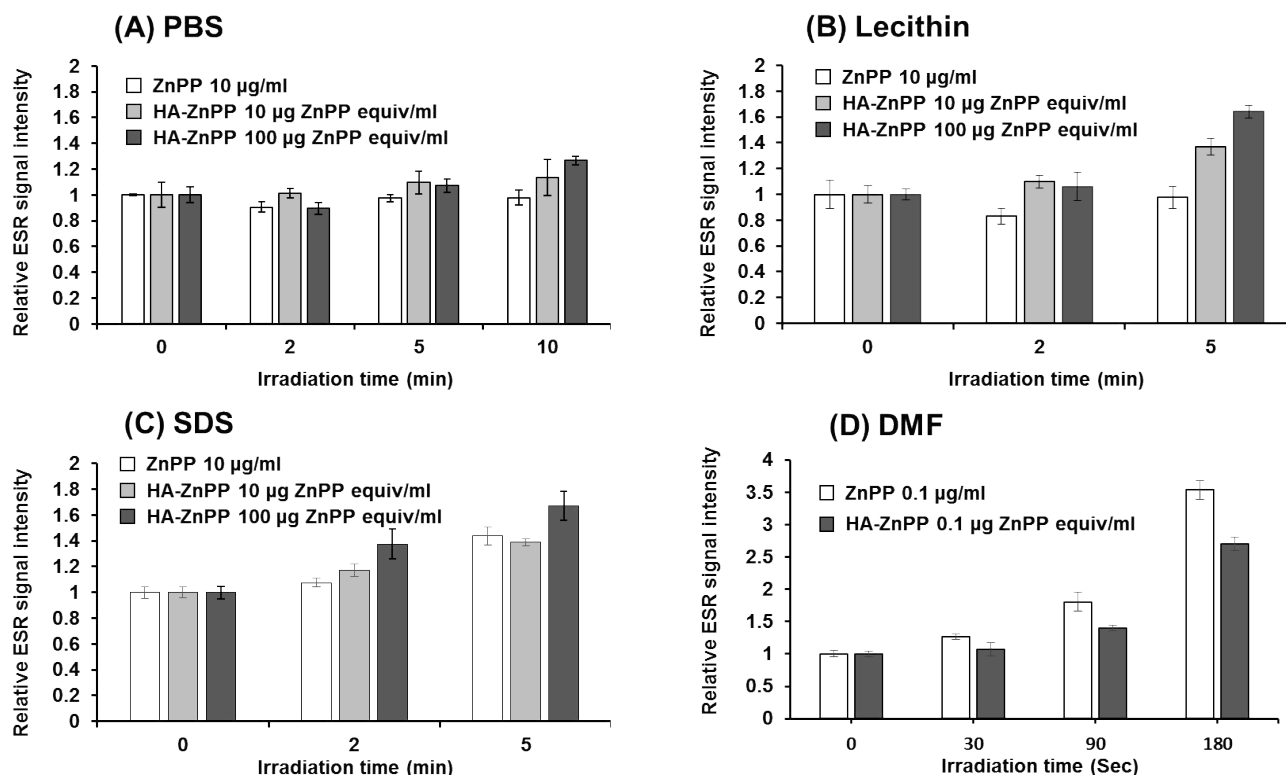 (A) PBS
Relative ESR signal intensity
2
1.8
1.6
1.4
1.2
1
0.8
0.6
0.4
0.2
0
ZnPP 10 µg/ml
HA-ZnPP 10 µg ZnPP equiv/ml
HA-ZnPP 100 µg ZnPP equiv/ml
0 2 5 10
Irradiation time (min)
(B) Lecithin
Relative ESR signal intensity
2
1.8
1.6
1.4
1.2
1
0.8
0.6
0.4
0.2
0
ZnPP 10 µg/ml
HA-ZnPP 10 µg ZnPP equiv/ml
HA-ZnPP 100 µg ZnPP equiv/ml
0 2 5
Irradiation time (min)
(C) SDS
Relative ESR signal intensity
2
1.8
1.6
1.4
1.2
1
0.8
0.6
0.4
0.2
0
ZnPP 10 µg/ml
HA-ZnPP 10 µg ZnPP equiv/ml
HA-ZnPP 100 µg ZnPP equiv/ml
0 2 5
Irradiation time (min)
(D) DMF
Relative ESR signal intensity
4
3.5
3
2.5
2
1.5
1
0.5
0
ZnPP 0.1 µg/ml
HA-ZnPP 0.1 µg ZnPP equiv/ml
0 30 90 180
Irradiation time (Sec)